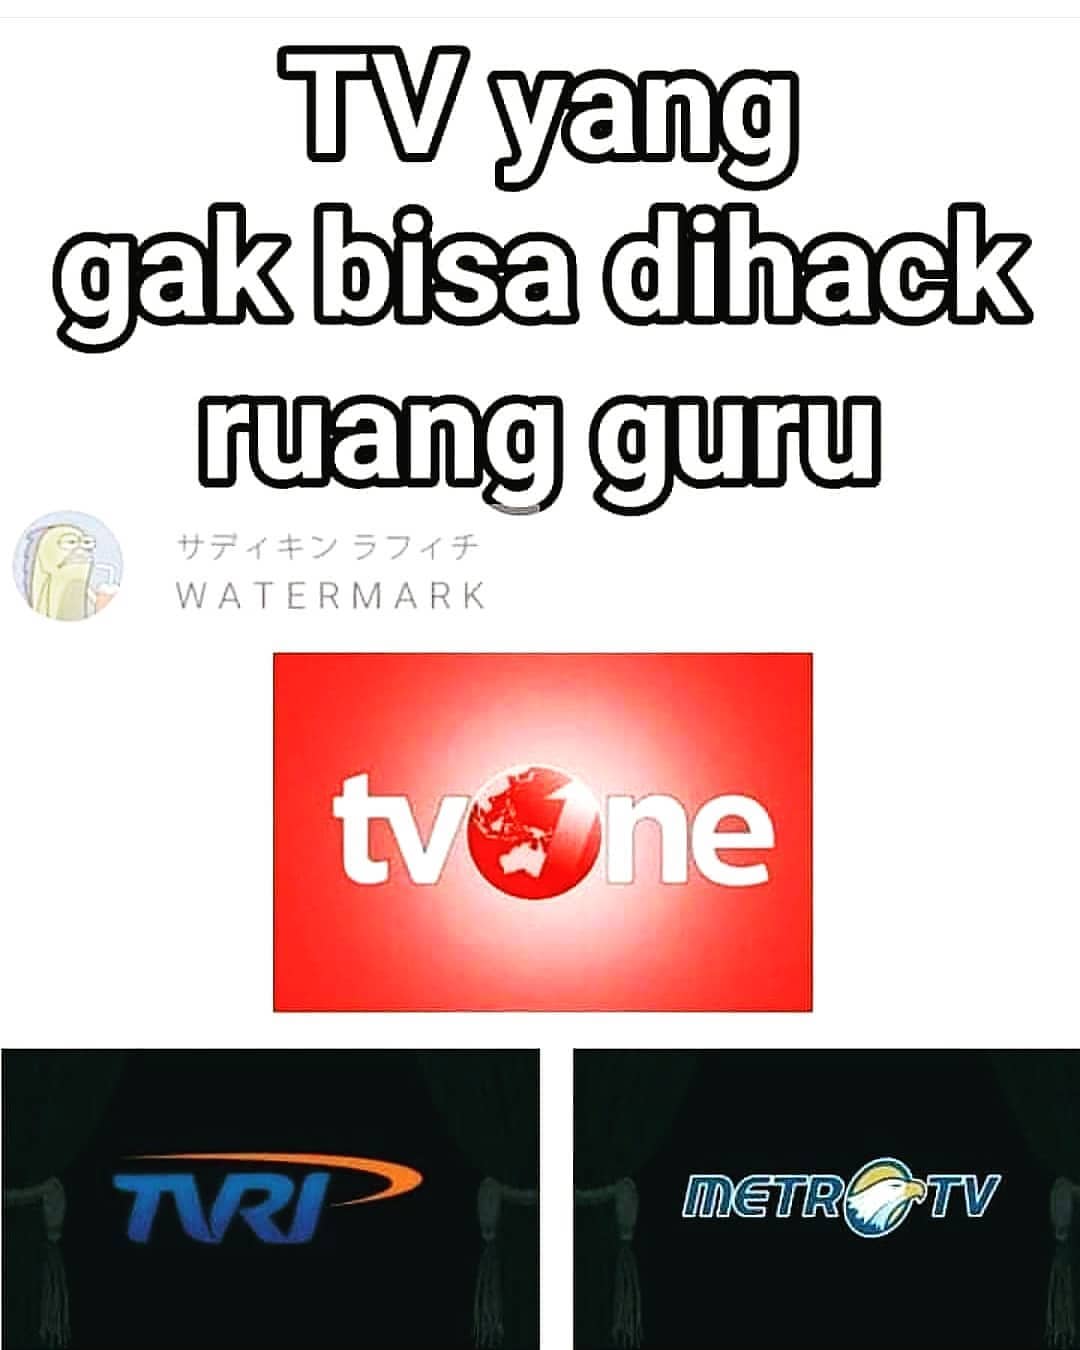 TV yang
gak bisa dihack
ruang guru
サディキン ラフィチ
WATERMARK
tvOne
TVRI
METRO TV